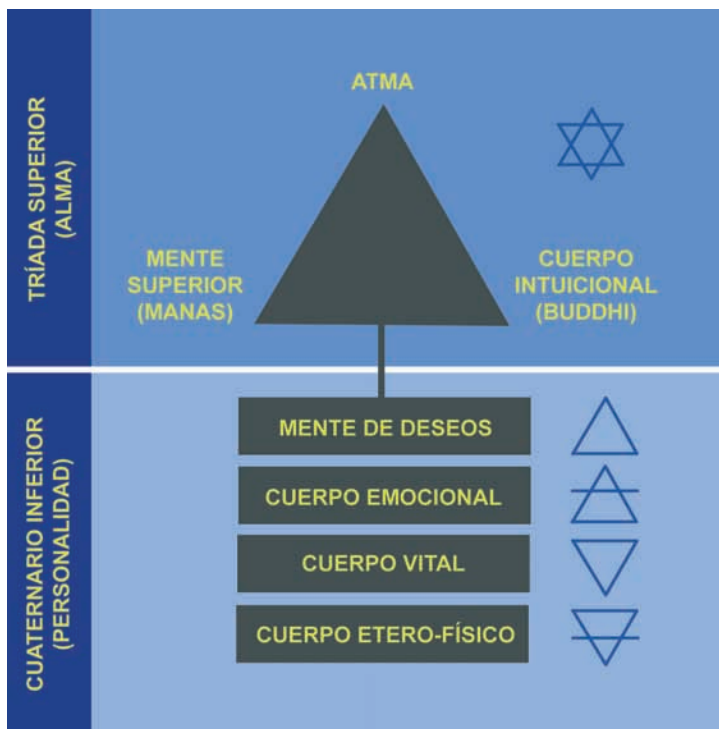 TRÍADA SUPERIOR
(ALMA)
ATMA
MENTE
SUPERIOR
(MANAS)
CUERPO
INTUICIONAL
(BUDDHI)
CUATERNARIO INFERIOR
(PERSONALIDAD)
MENTE DE DESEOS
CUERPO EMOCIONAL
CUERPO VITAL
CUERPO ETERO-FÍSICO